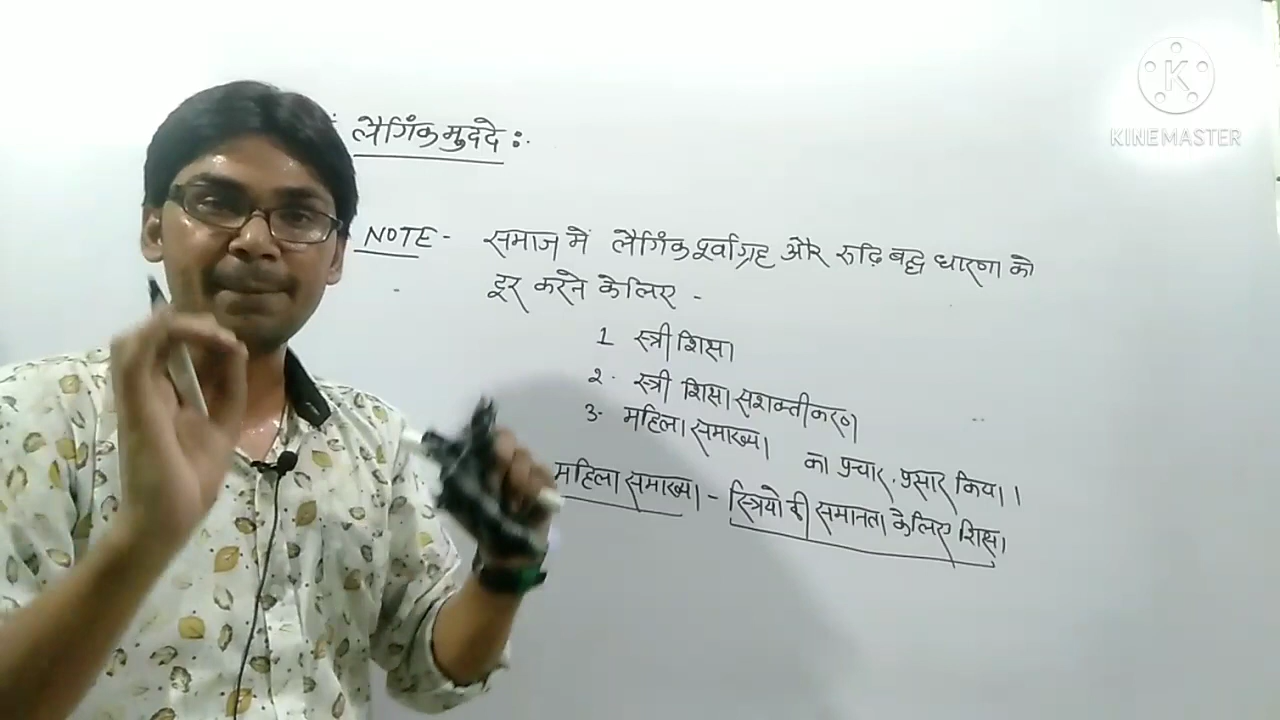 लैगिंक मुददे :-
NOTE - समाज में लैगिंक पूर्वाग्रह और रूढ़ि बद्ध धारणा को
दूर करने के लिए -
1 स्त्री शिक्षा
2. स्त्री शिक्षा सशक्तीकरण
3. महिला समाख्या का प्रचार, प्रसार किया।
महिला समाख्या - स्त्रियो की समानता के लिए शिक्षा
KINEMASTER